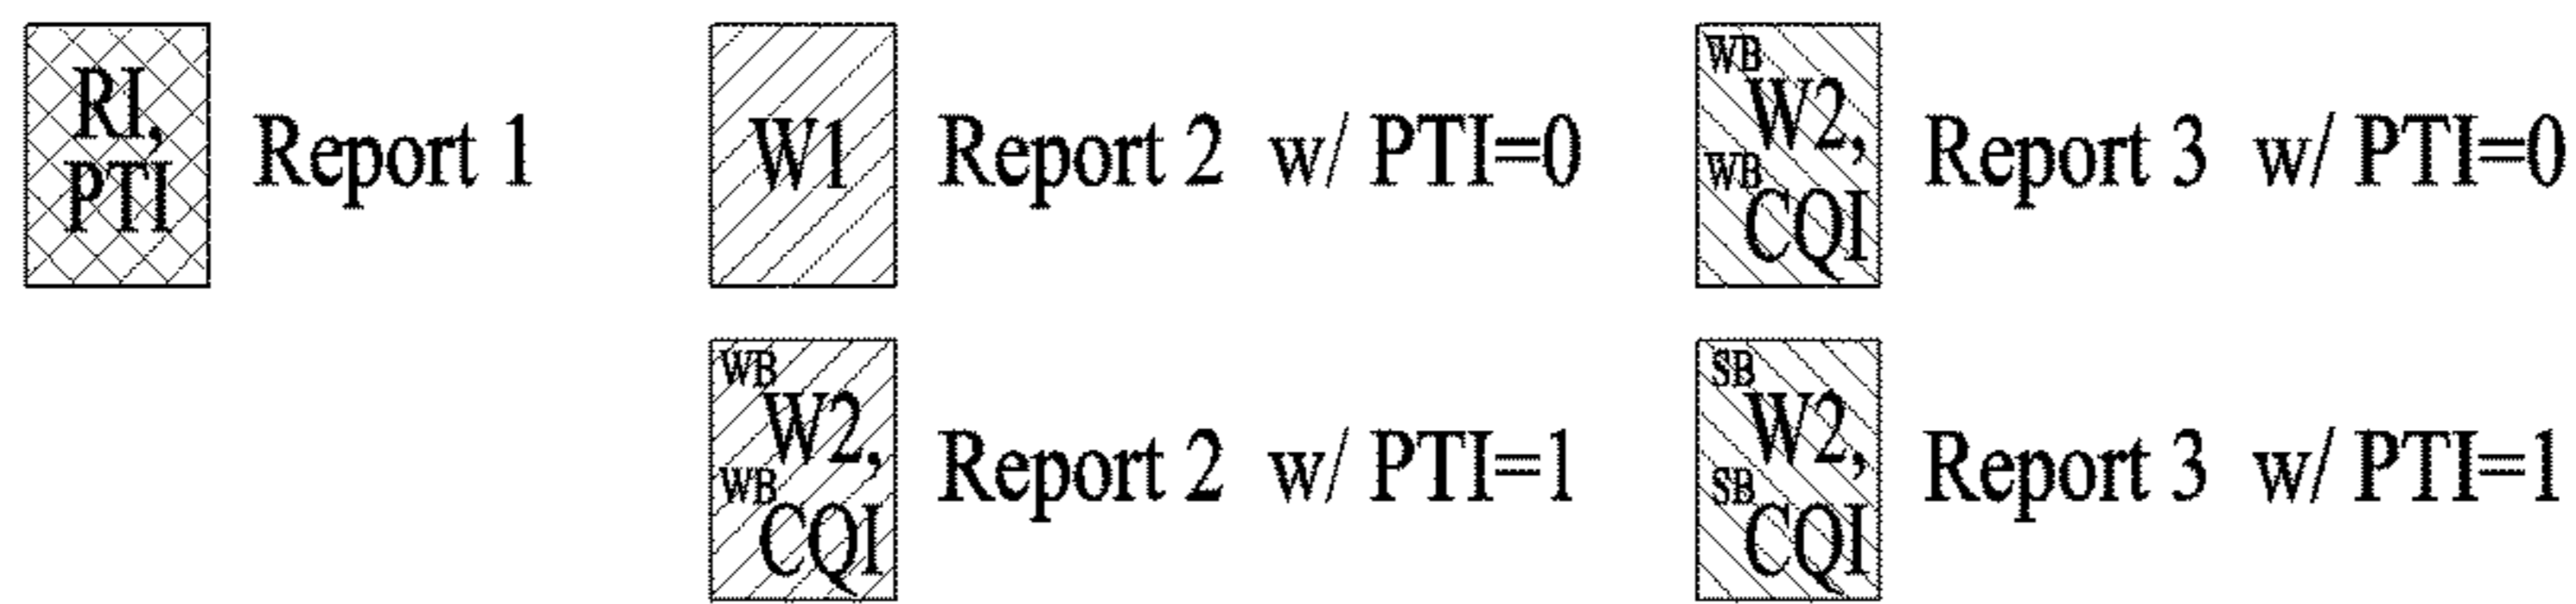 RI,
PTI
Report 1
W1
Report 2 w/ PTI=0
WB
W2,
WB
CQI
Report 3 w/ PTI=0
WB
W2,
WB
CQI
Report 2 w/ PTI=1
SB
W2,
SB
CQI
Report 3 w/ PTI=1